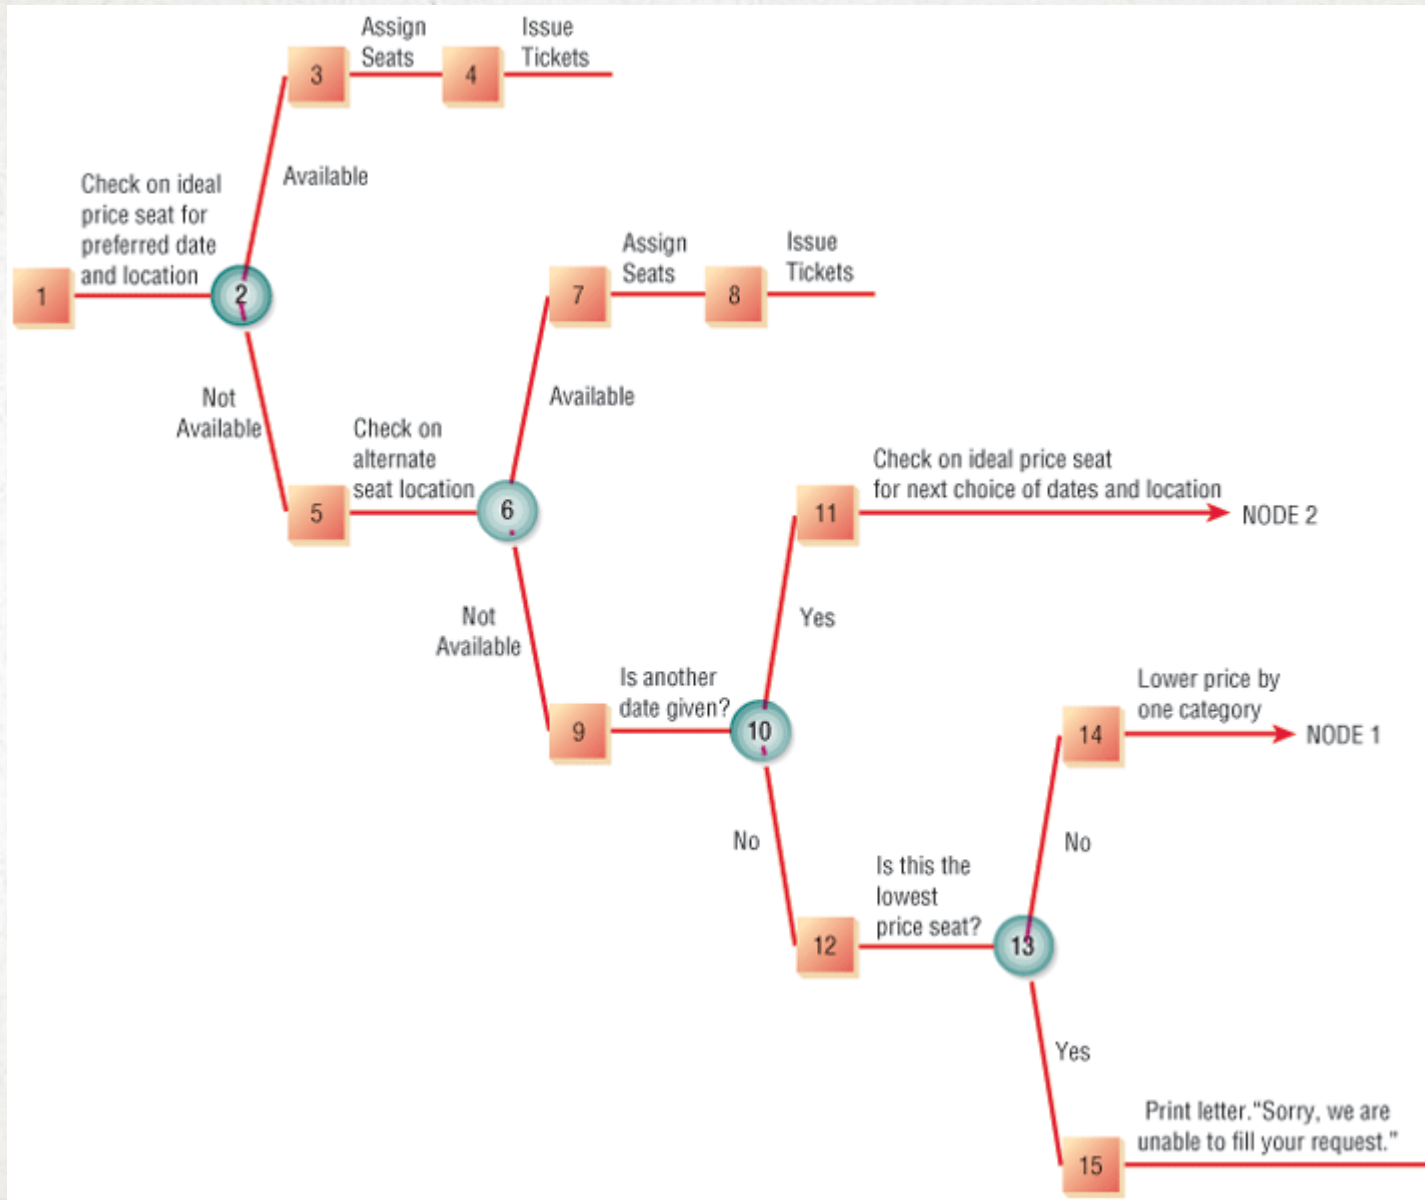 Assign
Seats
Issue
Tickets
3
4
Available
Check on ideal
price seat for
preferred date
and location
1
2
Assign
Seats
Issue
Tickets
7
8
Not
Available
Available
Check on
alternate
seat location
5
6
Check on ideal price seat
for next choice of dates and location
11
NODE 2
Not
Available
Yes
Is another
date given?
9
10
Lower price by
one category
14
NODE 1
No
No
Is this the
lowest
price seat?
12
13
Yes
Print letter."Sorry, we are
unable to fill your request."
15